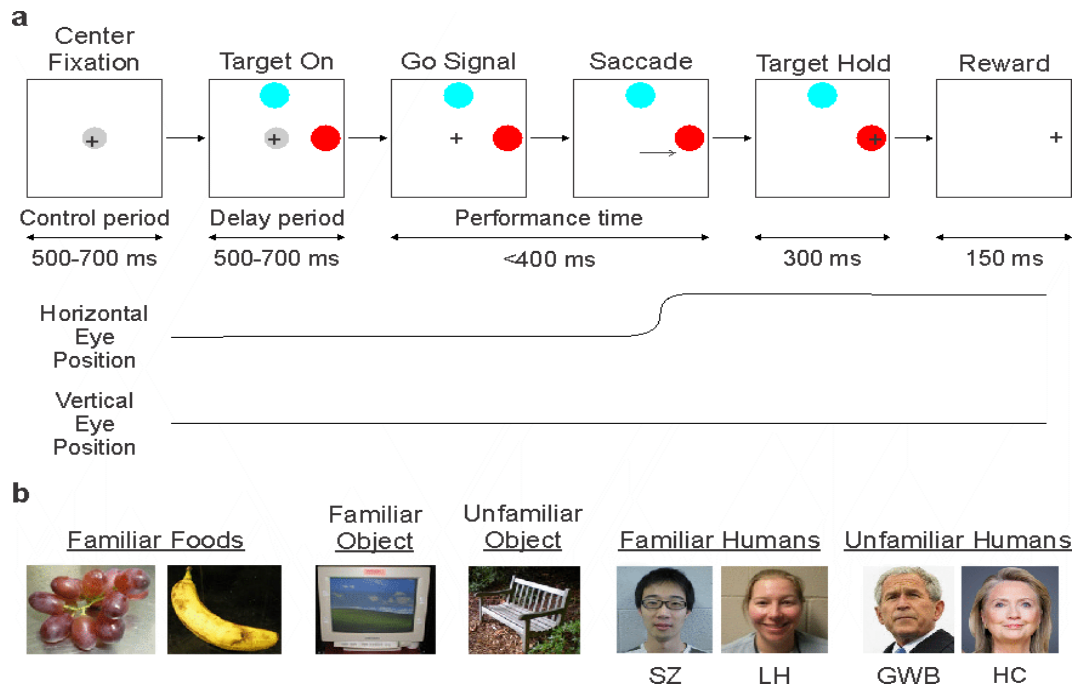 a
Center
Fixation
Target On
Go Signal
Saccade
Target Hold
Reward
Control period
Delay period
Performance time
500-700 ms
500-700 ms
<400 ms
300 ms
150 ms
Horizontal
Eye
Position
Vertical
Eye
Position
b
Familiar Foods
Familiar
Object
Unfamiliar
Object
Familiar Humans
Unfamiliar Humans
SZ
LH
GWB
HC